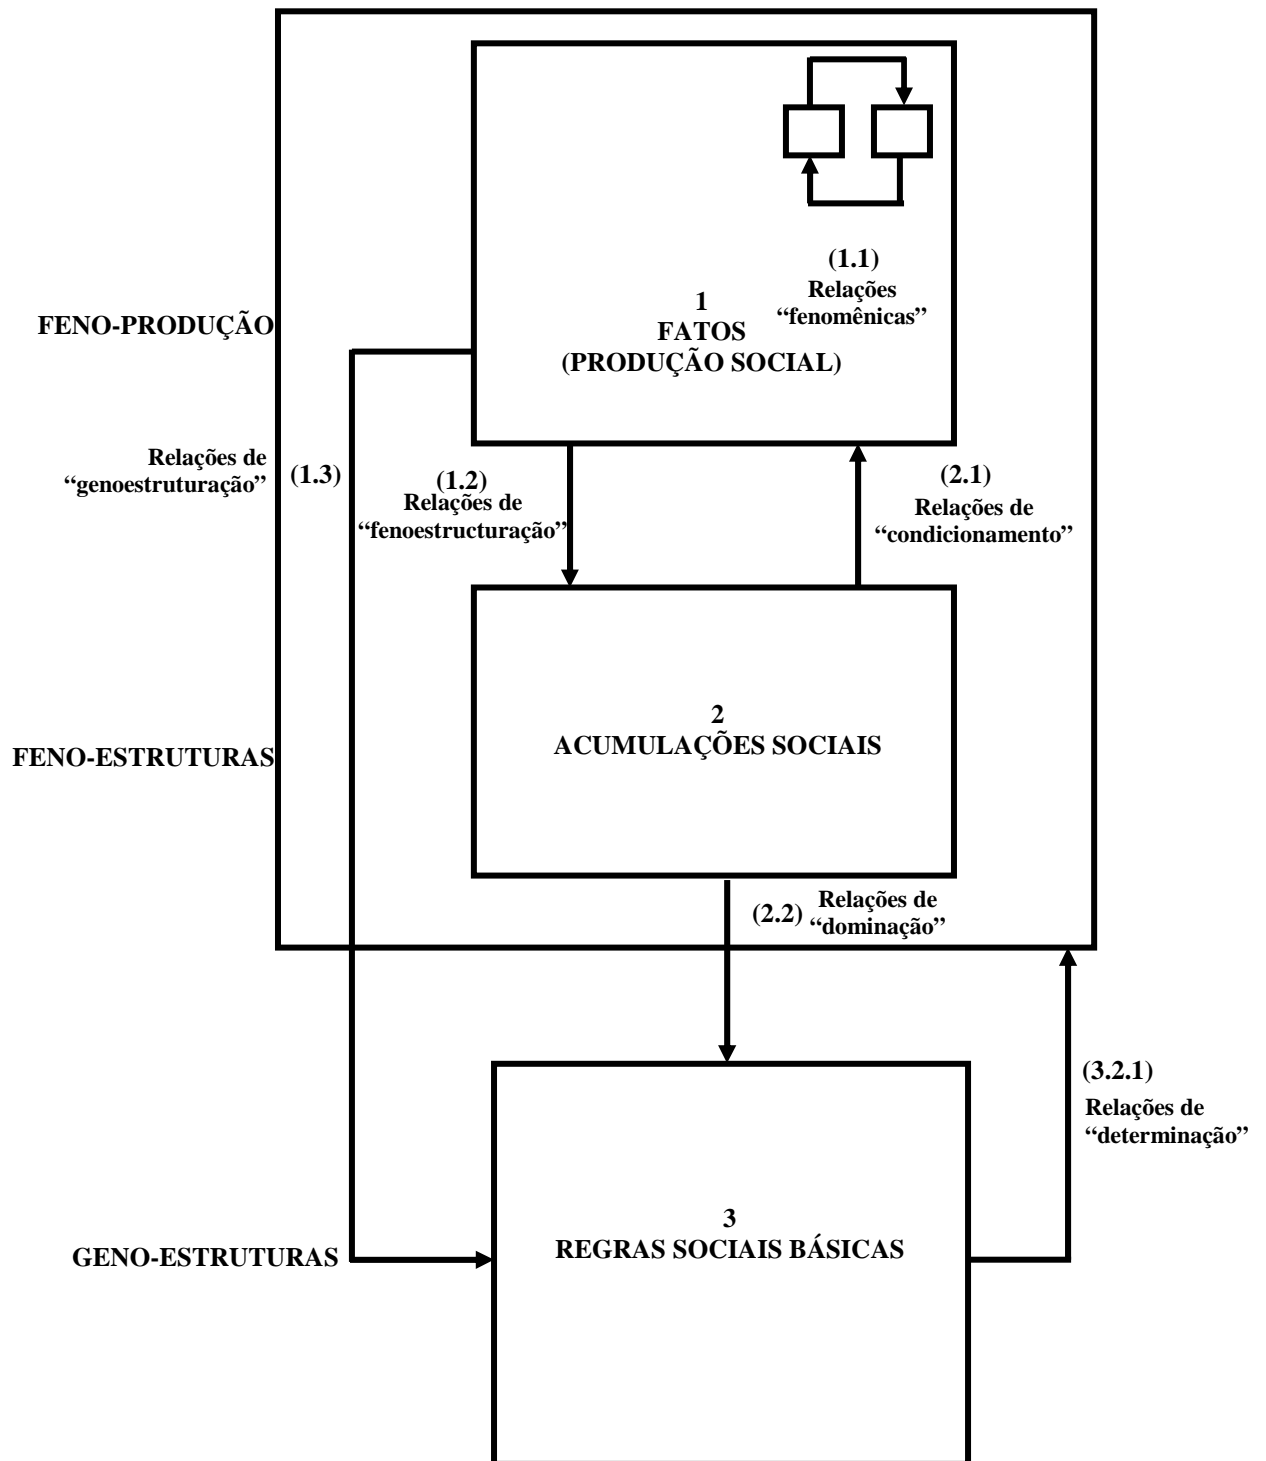 (1.1)
Relações
“fenomênicas”
1
FATOS
(PRODUÇÃO SOCIAL)
FENO-PRODUÇÃO
Relações de
“genoestruturação”
(1.3)
(1.2)
Relações de
“fenoestructuração”
(2.1)
Relações de
“condicionamento”
2
ACUMULAÇÕES SOCIAIS
FENO-ESTRUTURAS
(2.2)
Relações de
“dominação”
(3.2.1)
Relações de
“determinação”
3
REGRAS SOCIAIS BÁSICAS
GENO-ESTRUTURAS